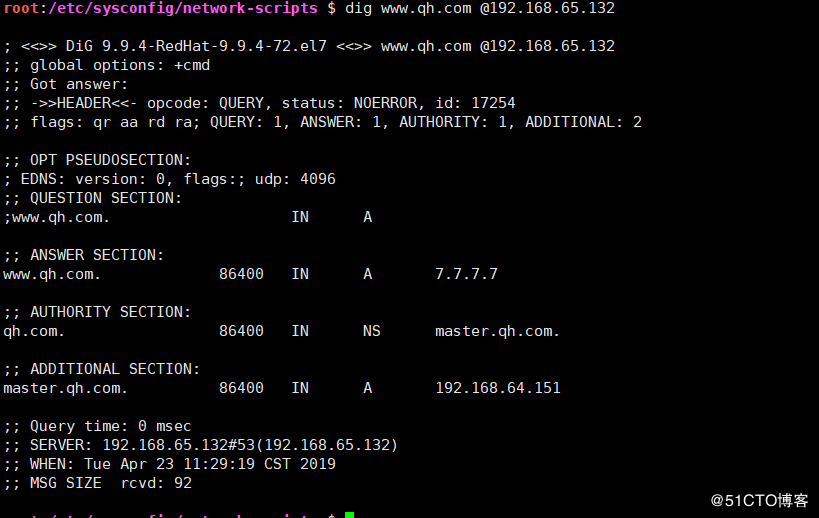 root:/etc/sysconfig/network-scripts $ dig www.qh.com @192.168.65.132
; <<>> DiG 9.9.4-RedHat-9.9.4-72.el7 <<>> www.qh.com @192.168.65.132
;; global options: +cmd
;; Got answer:
;; ->>HEADER<<- opcode: QUERY, status: NOERROR, id: 17254
;; flags: qr aa rd ra; QUERY: 1, ANSWER: 1, AUTHORITY: 1, ADDITIONAL: 2
;; OPT PSEUDOSECTION:
; EDNS: version: 0, flags:; udp: 4096
;; QUESTION SECTION:
;www.qh.com. IN A
;; ANSWER SECTION:
www.qh.com. 86400 IN A 7.7.7.7
;; AUTHORITY SECTION:
qh.com. 86400 IN NS master.qh.com.
;; ADDITIONAL SECTION:
master.qh.com. 86400 IN A 192.168.64.151
;; Query time: 0 msec
;; SERVER: 192.168.65.132#53(192.168.65.132)
;; WHEN: Tue Apr 23 11:29:19 CST 2019
;; MSG SIZE rcvd: 92
@51CTO博客